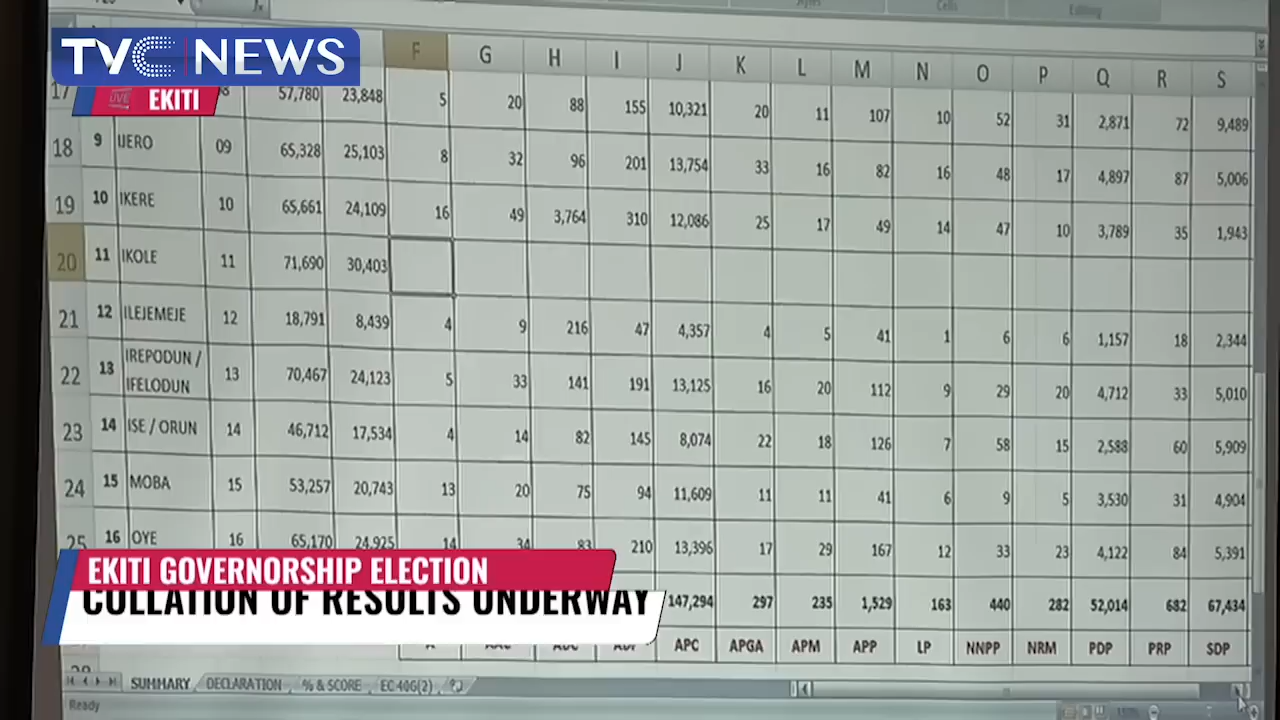 TVC NEWS
LIVE EKITI
F G H I J K L M N O P Q R S
17 57,780 23,848 5 20 88 155 10,321 20 11 107 10 52 31 2,871 72 9,489
18 9 IJERO 09 65,328 25,103 8 32 96 201 13,754 33 16 82 16 48 17 4,897 87 5,006
19 10 IKERE 10 65,661 24,109 16 49 3,764 310 12,086 25 17 49 14 47 10 3,789 35 1,943
20 11 IKOLE 11 71,690 30,403
21 12 ILEJEMEJE 12 18,791 8,439 4 9 216 47 4,357 4 5 41 1 6 6 1,157 18 2,344
22 13 IREPODUN / IFELODUN 13 70,467 24,123 5 33 141 191 13,125 16 20 112 9 29 20 4,712 33 5,010
23 14 ISE / ORUN 14 46,712 17,534 4 14 82 145 8,074 22 18 126 7 58 15 2,588 60 5,909
24 15 MOBA 15 53,257 20,743 13 20 75 94 11,609 11 11 41 6 9 5 3,530 31 4,904
25 16 OYE 16 65,170 24,925 14 34 83 210 13,396 17 29 167 12 33 23 4,122 84 5,391
147,294 297 235 1,529 163 440 282 52,014 682 67,434
APC APGA APM APP LP NNPP NRM PDP PRP SDP
EKITI GOVERNORSHIP ELECTION
COLLATION OF RESULTS UNDERWAY
SUMMARY DECLARATION % & SCORE EC 40G(2)
Ready